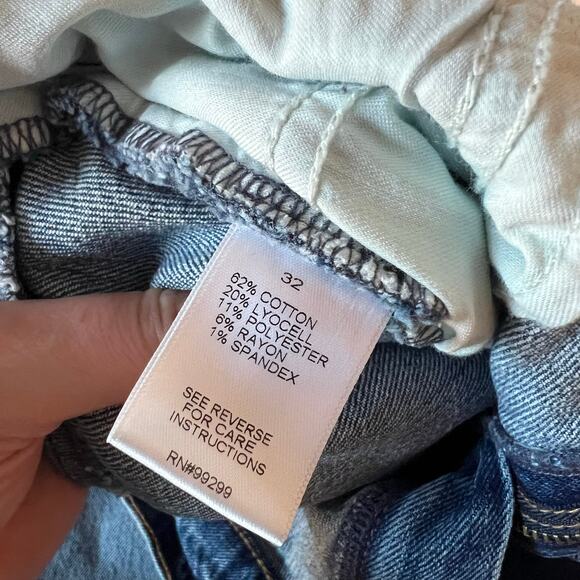 32
62% COTTON
20% LYOCELL
11% POLYESTER
6% RAYON
1% SPANDEX
SEE REVERSE
FOR CARE
INSTRUCTIONS
RN#99299